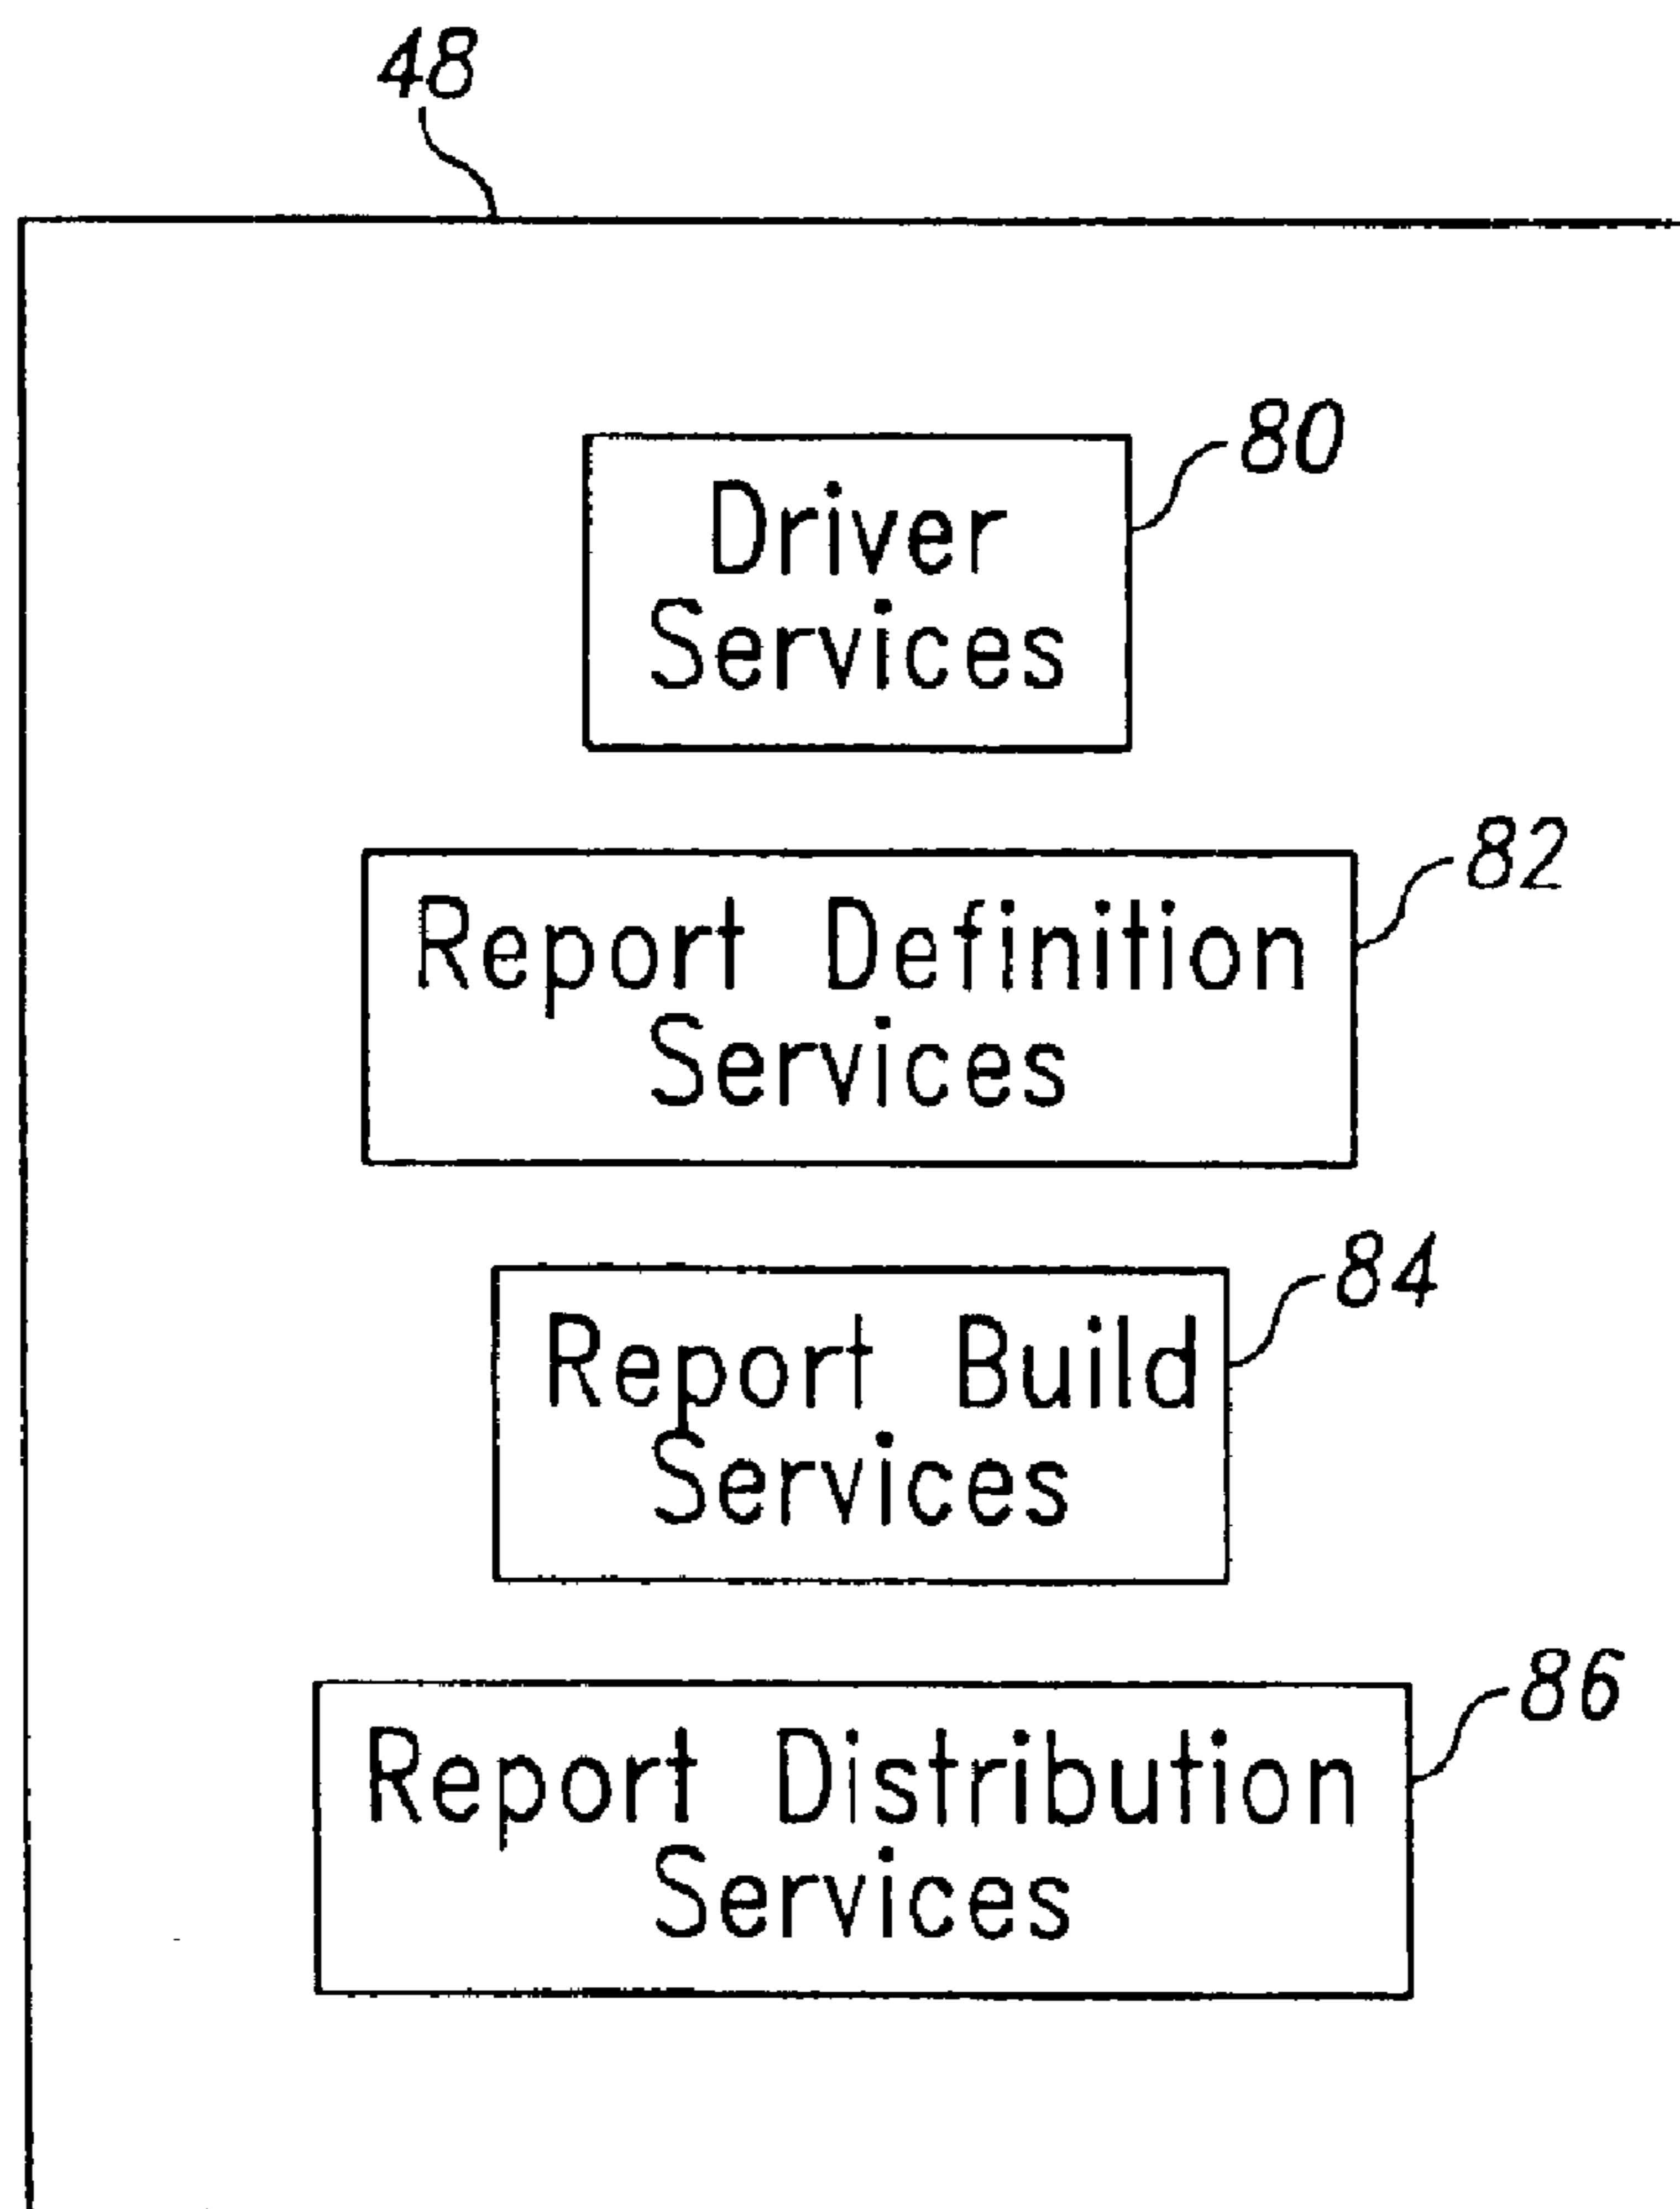 48
80
Driver
Services
82
Report Definition
Services
84
Report Build
Services
86
Report Distribution
Services